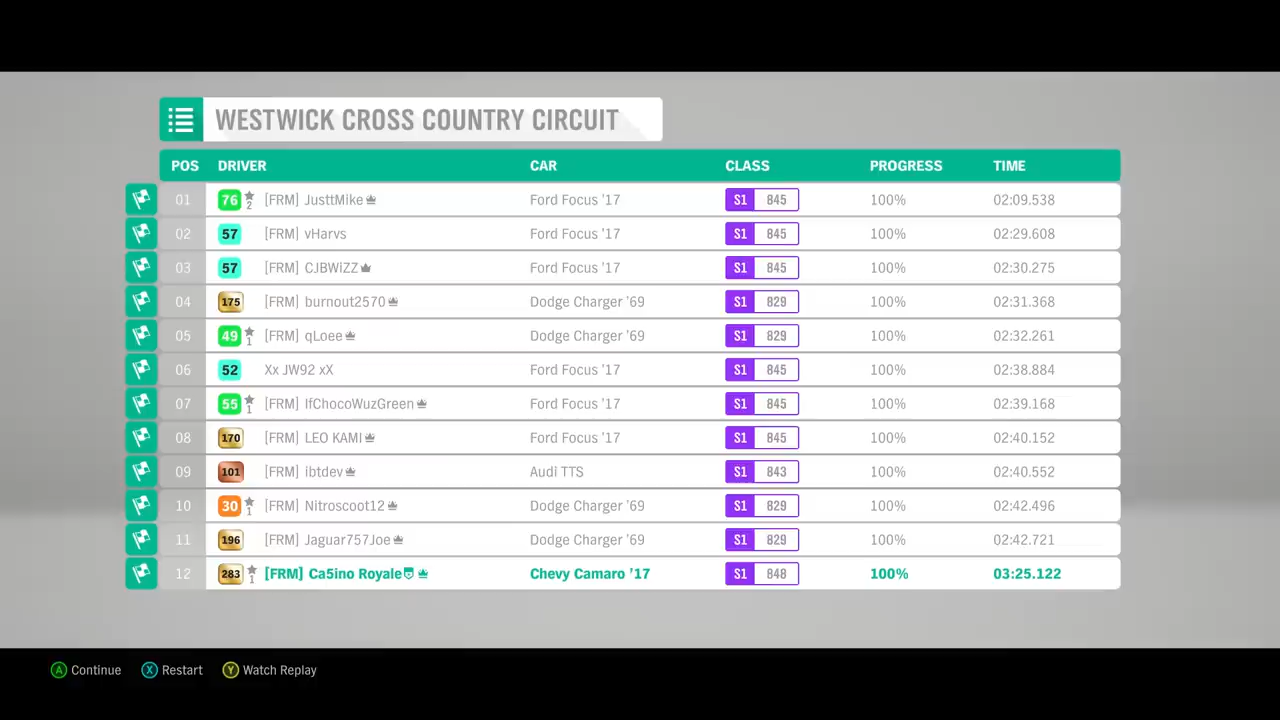 WESTWICK CROSS COUNTRY CIRCUIT
POS DRIVER CAR CLASS PROGRESS TIME
01 76 2 [FRM] JusttMike Ford Focus '17 S1 845 100% 02:09.538
02 57 [FRM] vHarvs Ford Focus '17 S1 845 100% 02:29.608
03 57 [FRM] CJBWiZZ Ford Focus '17 S1 845 100% 02:30.275
04 175 [FRM] burnout2570 Dodge Charger '69 S1 829 100% 02:31.368
05 49 1 [FRM] qLoee Dodge Charger '69 S1 829 100% 02:32.261
06 52 Xx JW92 xX Ford Focus '17 S1 845 100% 02:38.884
07 55 1 [FRM] IfChocoWuzGreen Ford Focus '17 S1 845 100% 02:39.168
08 170 [FRM] LEO KAMI Ford Focus '17 S1 845 100% 02:40.152
09 101 [FRM] ibtdev Audi TTS S1 843 100% 02:40.552
10 30 1 [FRM] Nitroscoot12 Dodge Charger '69 S1 829 100% 02:42.496
11 196 [FRM] Jaguar757Joe Dodge Charger '69 S1 829 100% 02:42.721
12 283 1 [FRM] Ca5ino Royale Chevy Camaro '17 S1 848 100% 03:25.122
A Continue X Restart Y Watch Replay